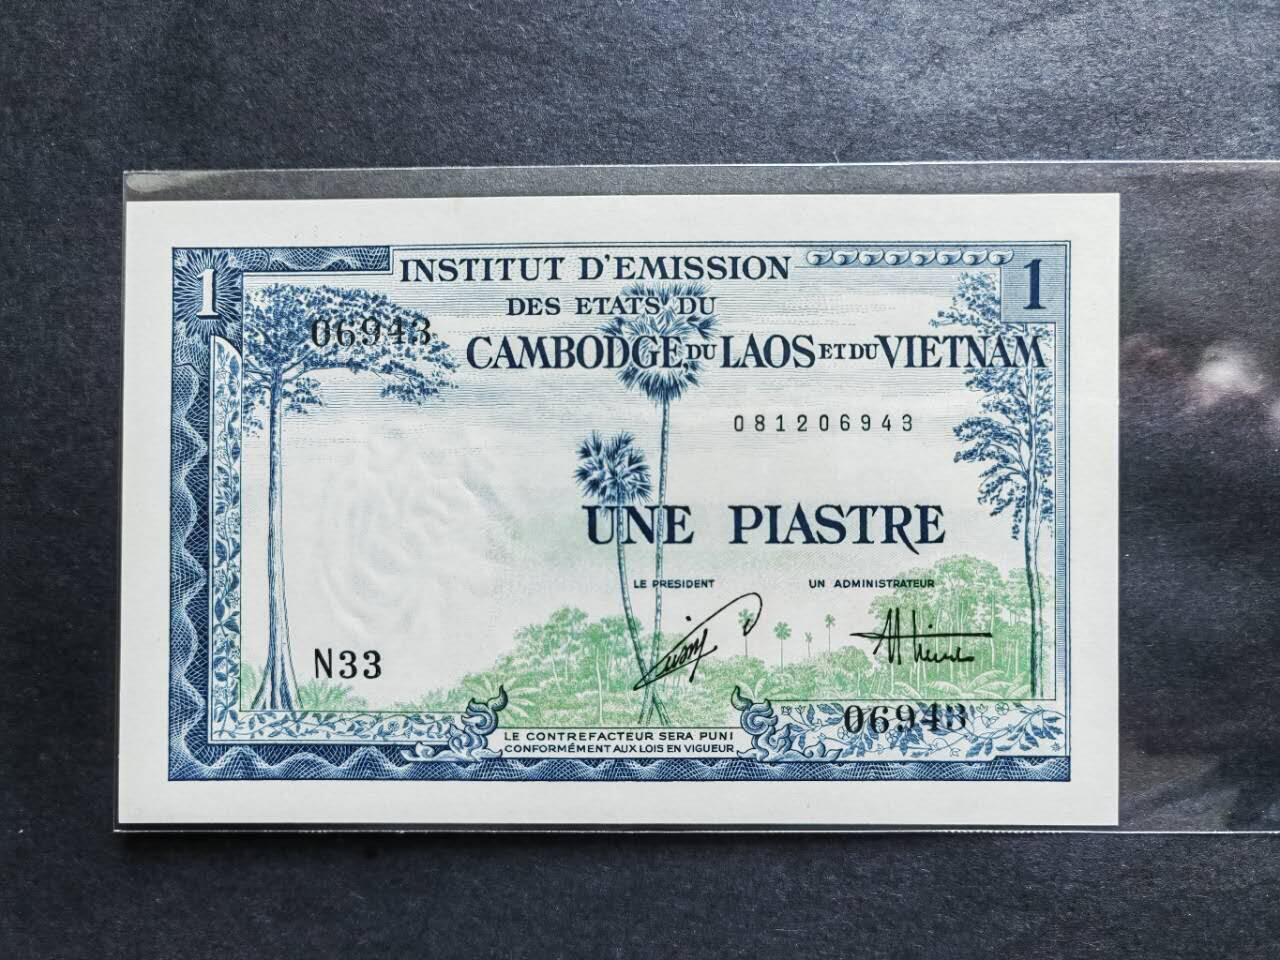 1
INSTITUT D'EMISSION
1
DES ETATS DU
06943
CAMBODGE DU LAOS ET DU VIETNAM
081206943
UNE PIASTRE
LE PRESIDENT
UN ADMINISTRATEUR
N33
06943
LE CONTREFACTEUR SERA PUNI
CONFORMÉMENT AUX LOIS EN VIGUEUR